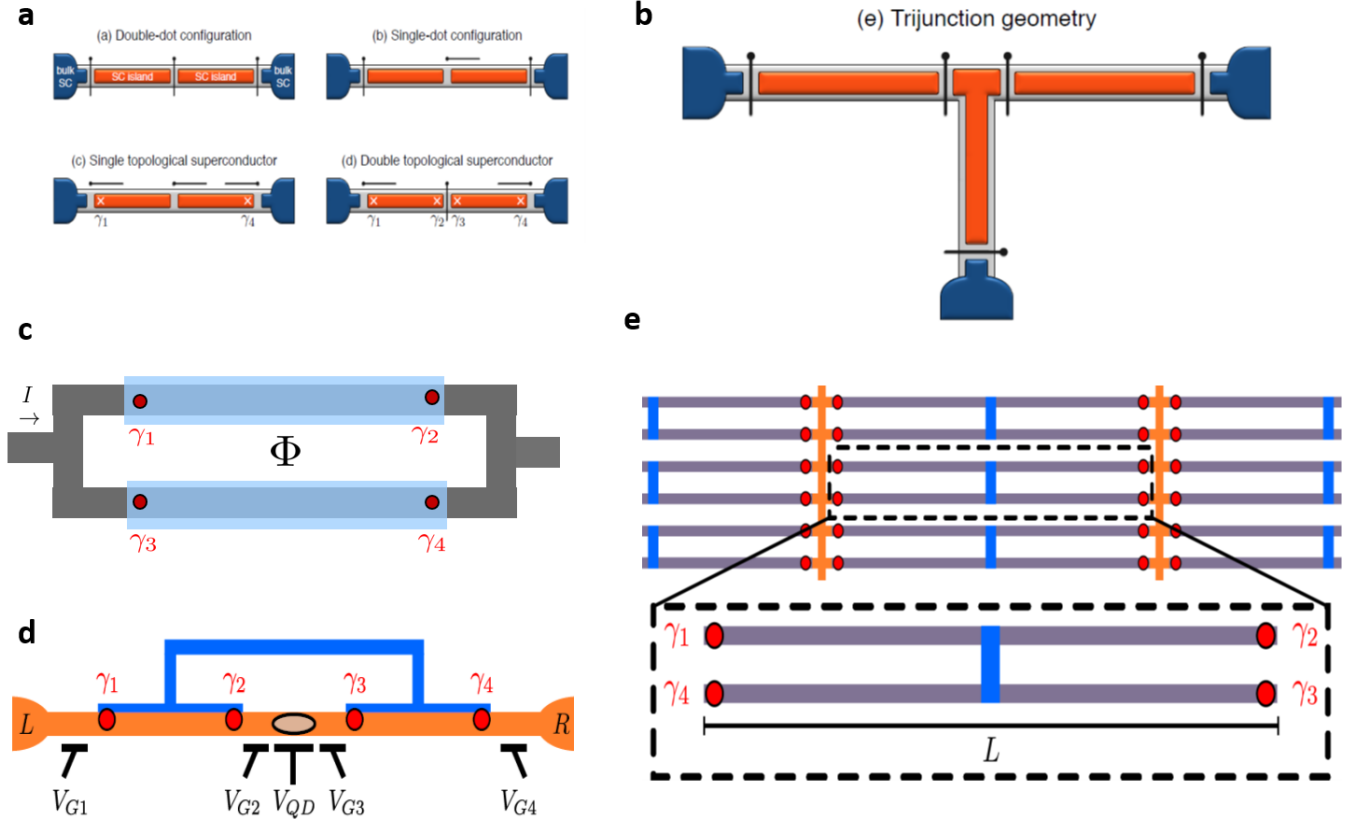 a
(a) Double-dot configuration
(b) Single-dot configuration
bulk SC
SC island
SC island
bulk SC
(c) Single topological superconductor
(d) Double topological superconductor
γ1
γ4
γ1
γ2
γ3
γ4
b
(e) Trijunction geometry
c
I
→
γ1
γ2
Φ
γ3
γ4
d
γ1
γ2
γ3
γ4
L
R
VG1
VG2
VQD
VG3
VG4
e
γ1
γ2
γ4
γ3
L